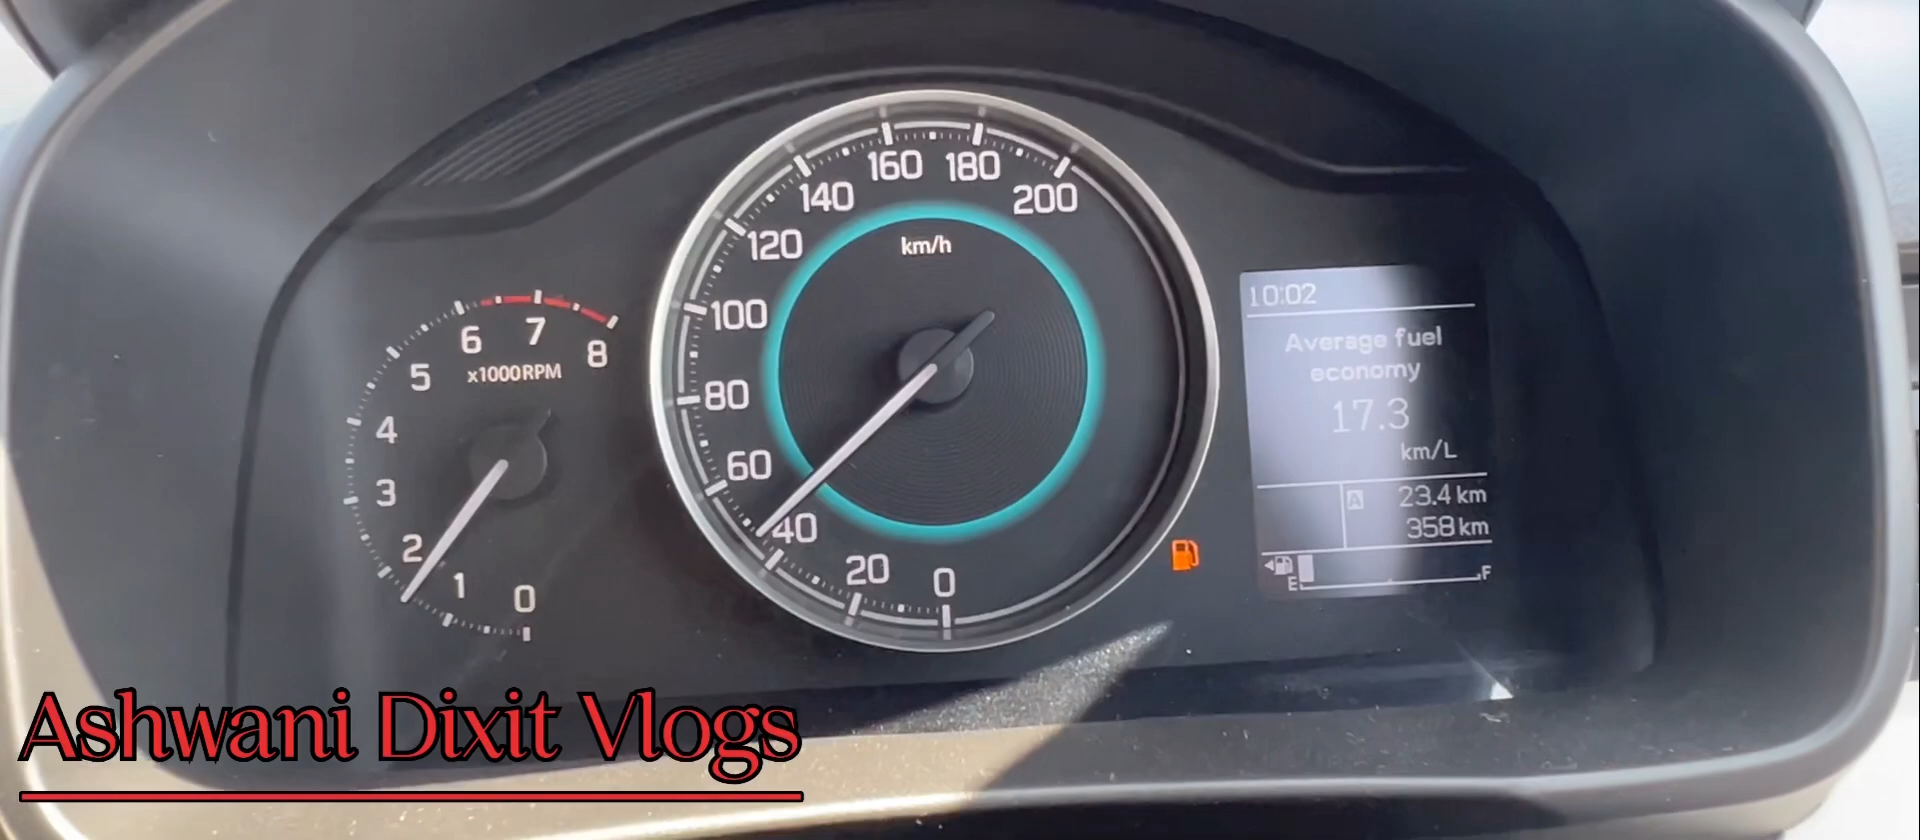 160 180
140 200
120
km/h
100
80
60
40
20 0
6 7 8
5
x1000RPM
4
3
2
1 0
10:02
Average fuel
economy
17.3
km/L
A 23.4 km
358 km
E F
Ashwani Dixit Vlogs